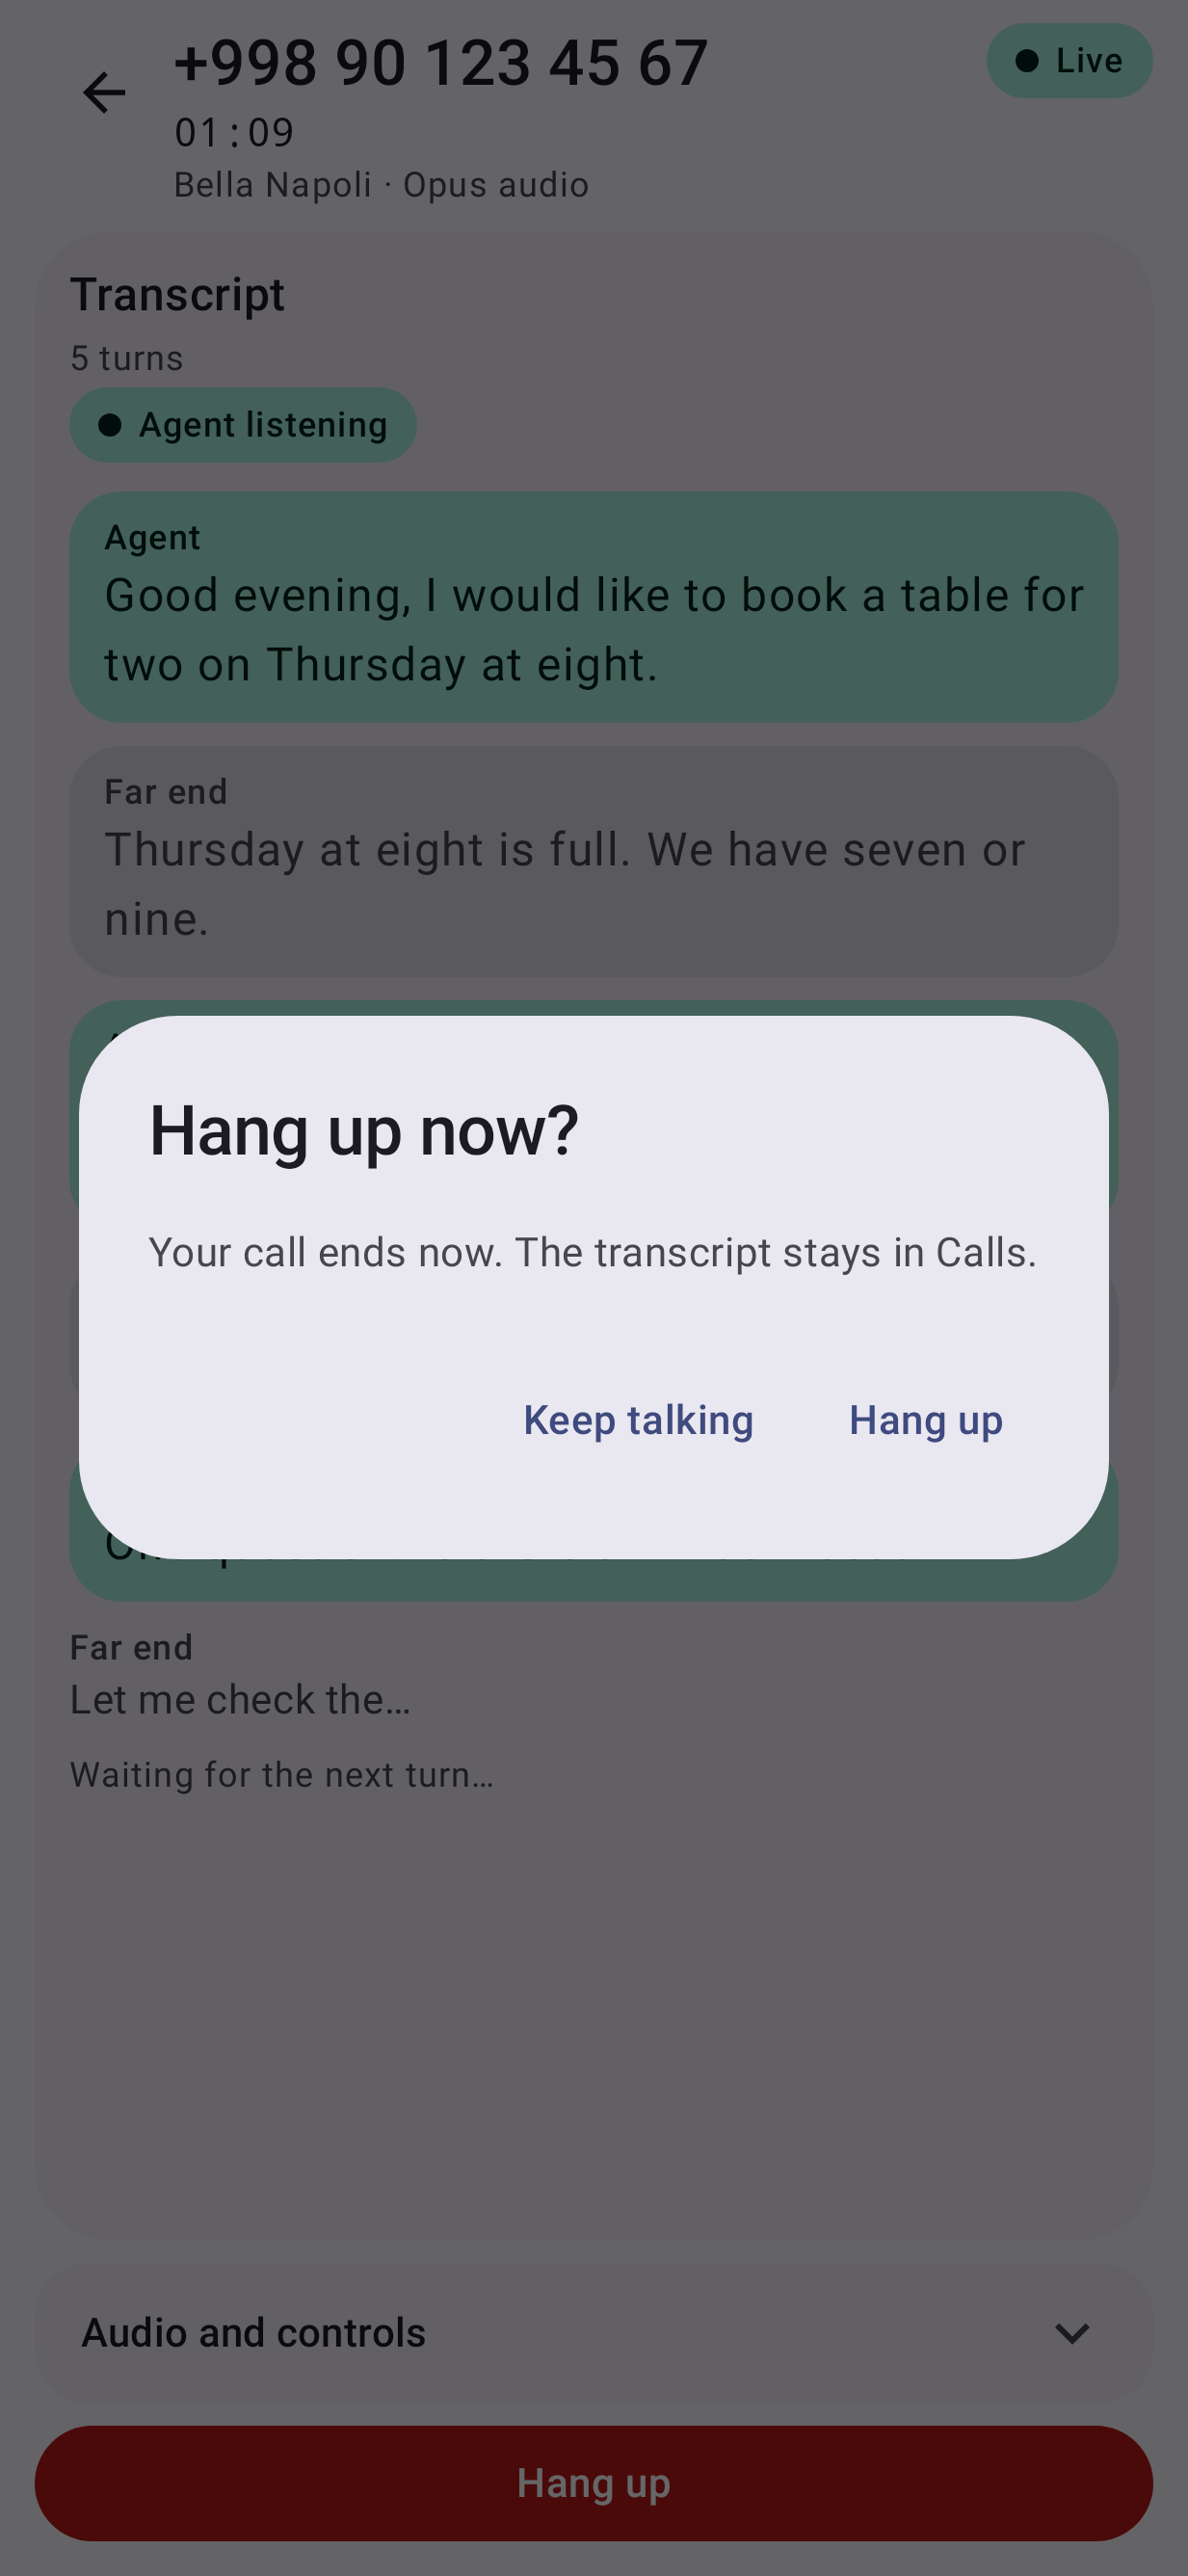 +998 90 123 45 67
Live
01:09
Bella Napoli · Opus audio
Transcript
5 turns
Agent listening
Agent
Good evening, I would like to book a table for
two on Thursday at eight.
Far end
Thursday at eight is full. We have seven or
nine.
Hang up now?
Your call ends now. The transcript stays in Calls.
Keep talking
Hang up
Far end
Let me check the…
Waiting for the next turn…
Audio and controls
Hang up